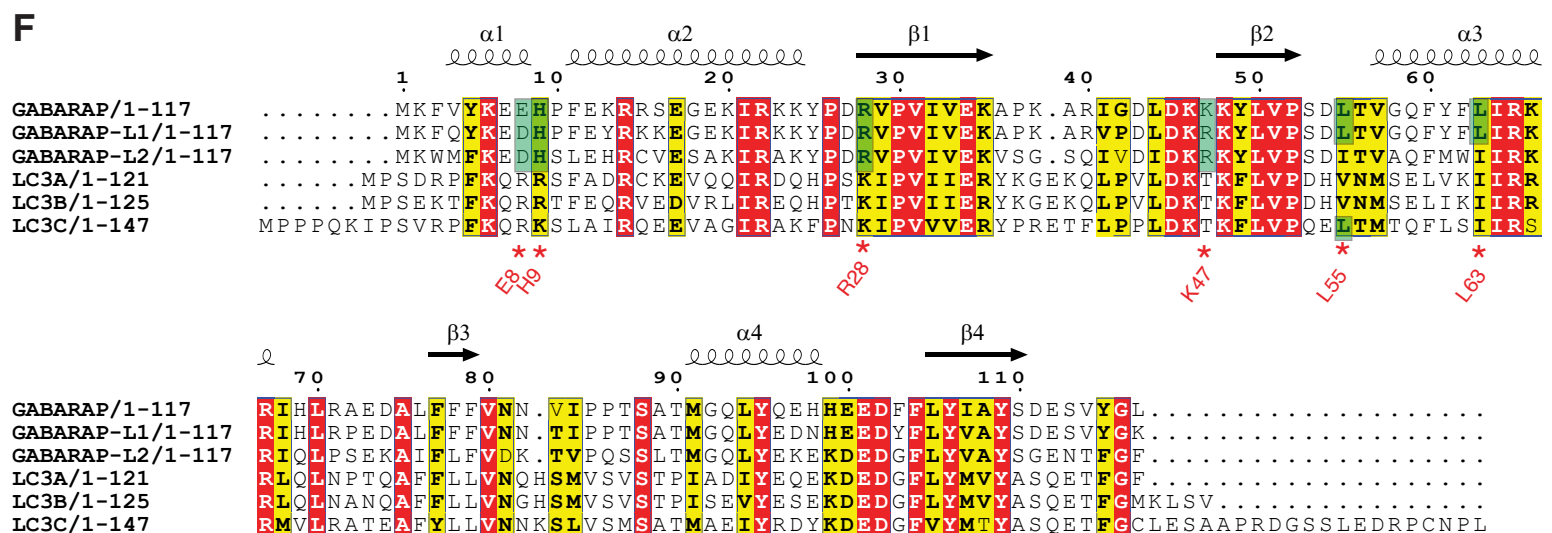 F
α1 α2 β1 β2 α3
1 10 20 30 40 50 60
GABARAP/1-117 ........MKFVYKEEHPFEKRRSEGEKIRKKYPDRVPVIVEKAPK.ARIGDLDKKKYLVPSDLTVGQFYFLIRK
GABARAP-L1/1-117 ........MKFQYKEDHPFEYRKKEGEKIRKKYPDRVPVIVEKAPK.ARVPDLDKRKYLVPSDLTVGQFYFLIRK
GABARAP-L2/1-117 ........MKWMFKEDHSLEHRCVESAKIRAKYPDRVPVIVEKVSG.SQIVDIDKRKYLVPSDITVAQFMWIIRK
LC3A/1-121 ......MPSDRPFKQRRSFADRCKEVQQIRDQHPSKIPVIIERYKGEKQLPVLDKTKFLVPDHVNMSELVKIIRR
LC3B/1-125 ......MPSEKTFKQRRTFEQRVEDVRLIREQHPTKIPVIIERYKGEKQLPVLDKTKFLVPDHVNMSELIKIIRR
LC3C/1-147 MPPPQKIPSVRPFKQRKSLAIRQEEVAGIRAKFPNKIPVVVERYPRETFLPPLDKTKFLVPQELTMTQFLSIIRS
* * * * * *
E8 H9 R28 K47 L55 L63
β3 α4 β4
70 80 90 100 110
GABARAP/1-117 RIHLRAEDALFFFVNN.VIPPTSATMGQLYQEHHEEDFFLYIAYSDESVYGL....................
GABARAP-L1/1-117 RIHLRPEDALFFFVNN.TIPPTSATMGQLYEDNHEEDYFLYVAYSDESVYGK....................
GABARAP-L2/1-117 RIQLPSEKAIFLFVDK.TVPQSSLTMGQLYEKEKDEDGFLYVAYSGENTFGF....................
LC3A/1-121 RLQLNPTQAFFLLVNQHSMVSVSTPIADIYEQEKDEDGFLYMVYASQETFGF....................
LC3B/1-125 RLQLNANQAFFLLVNGHSMVSVSTPISEVYESEKDEDGFLYMVYASQETFGMKLSV................
LC3C/1-147 RMVLRATEAFYLLVNNKSLVSMSATMAEIYRDYKDEDGFVYMTYASQETFGCLESAAPRDGSSLEDRPCNPL